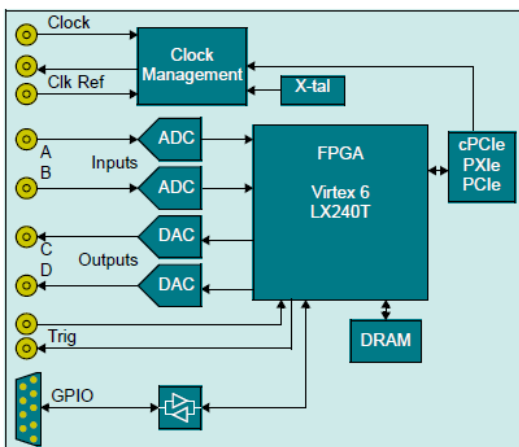 Clock
Clock
Management
Clk Ref
X-tal
A
B
Inputs
ADC
ADC
FPGA
Virtex 6
LX240T
cPCIe
PXIe
PCIe
C
D
Outputs
DAC
DAC
Trig
DRAM
GPIO